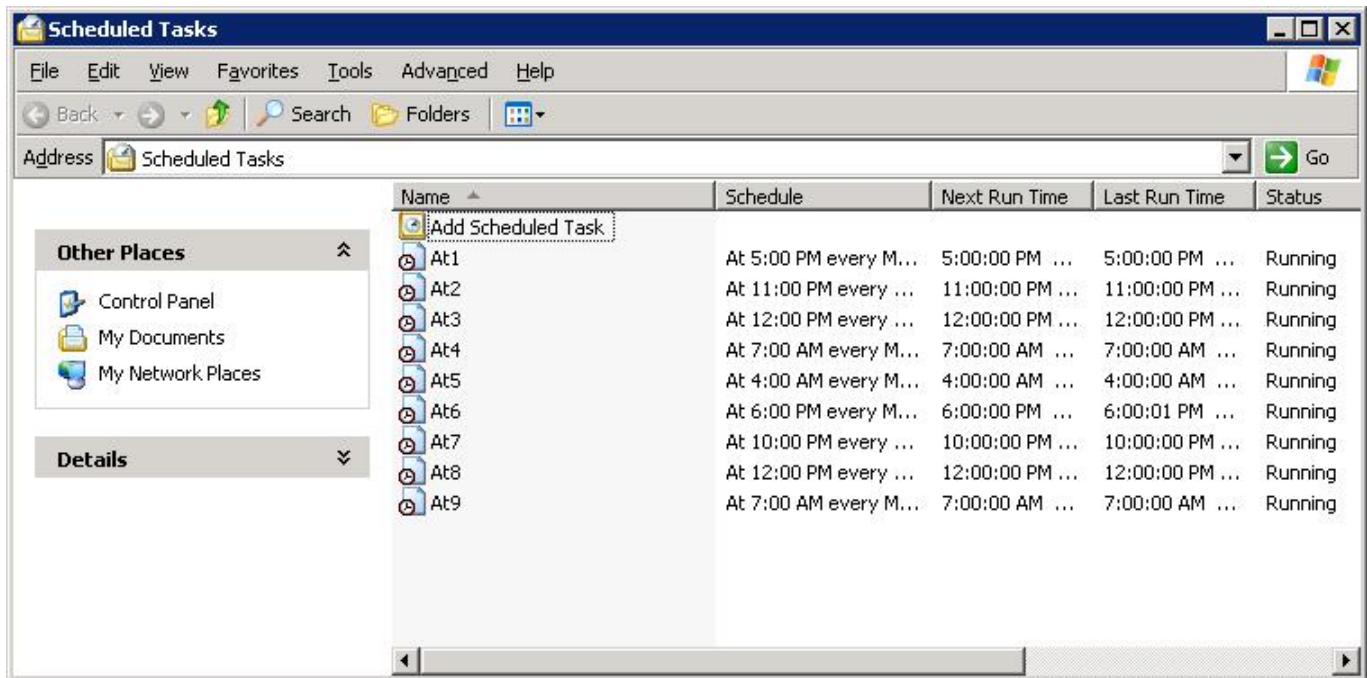 Scheduled Tasks
File Edit View Favorites Tools Advanced Help
Back Search Folders
Address Scheduled Tasks Go
Other Places
Control Panel
My Documents
My Network Places
Details
Name Schedule Next Run Time Last Run Time Status
Add Scheduled Task
At1 At 5:00 PM every M... 5:00:00 PM ... 5:00:00 PM ... Running
At2 At 11:00 PM every ... 11:00:00 PM ... 11:00:00 PM ... Running
At3 At 12:00 PM every ... 12:00:00 PM ... 12:00:00 PM ... Running
At4 At 7:00 AM every M... 7:00:00 AM ... 7:00:00 AM ... Running
At5 At 4:00 AM every M... 4:00:00 AM ... 4:00:00 AM ... Running
At6 At 6:00 PM every M... 6:00:00 PM ... 6:00:01 PM ... Running
At7 At 10:00 PM every ... 10:00:00 PM ... 10:00:00 PM ... Running
At8 At 12:00 PM every ... 12:00:00 PM ... 12:00:00 PM ... Running
At9 At 7:00 AM every M... 7:00:00 AM ... 7:00:00 AM ... Running